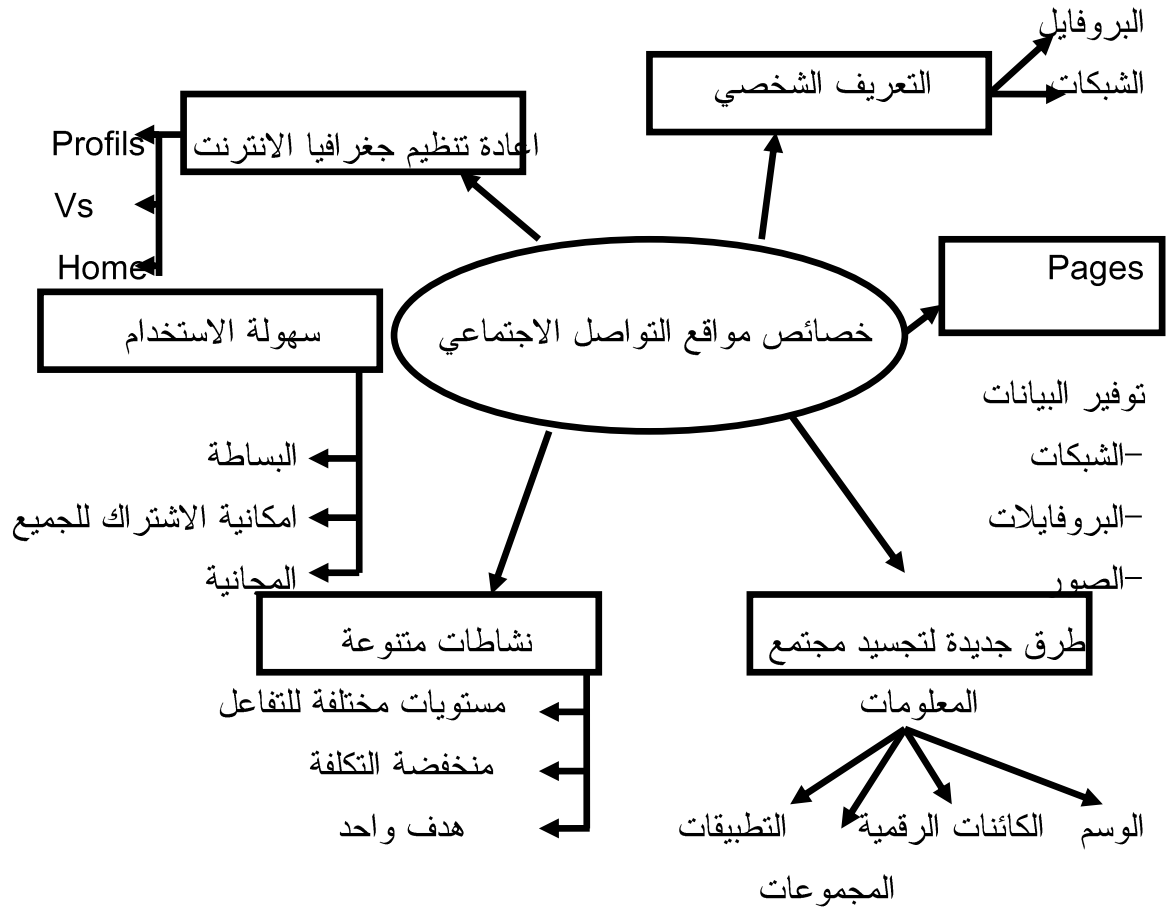 البروفايل
التعريف الشخصي
الشبكات
اعادة تنظيم جغرافيا الانترنت
Profils
Vs
Home
Pages
خصائص مواقع التواصل الاجتماعي
سهولة الاستخدام
توفير البيانات
-الشبكات
-البروفايلات
-الصور
البساطة
امكانية الاشتراك للجميع
المجانية
نشاطات متنوعة
طرق جديدة لتجسيد مجتمع
المعلومات
مستويات مختلفة للتفاعل
منخفضة التكلفة
هدف واحد
الوسم
الكائنات الرقمية
التطبيقات
المجموعات